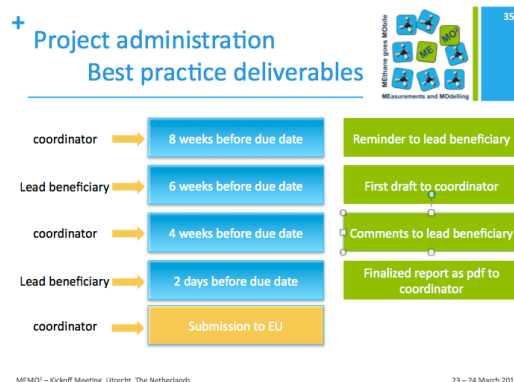 +
35
Project administration
Best practice deliverables
MEthane goes MObile
ME
MO²
MEasurements and MOdelling
coordinator
8 weeks before due date
Reminder to lead beneficiary
Lead beneficiary
6 weeks before due date
First draft to coordinator
coordinator
4 weeks before due date
Comments to lead beneficiary
Lead beneficiary
2 days before due date
Finalized report as pdf to
coordinator
coordinator
Submission to EU
MEMO² – Kickoff Meeting, Utrecht, The Netherlands
23 – 24 March 201